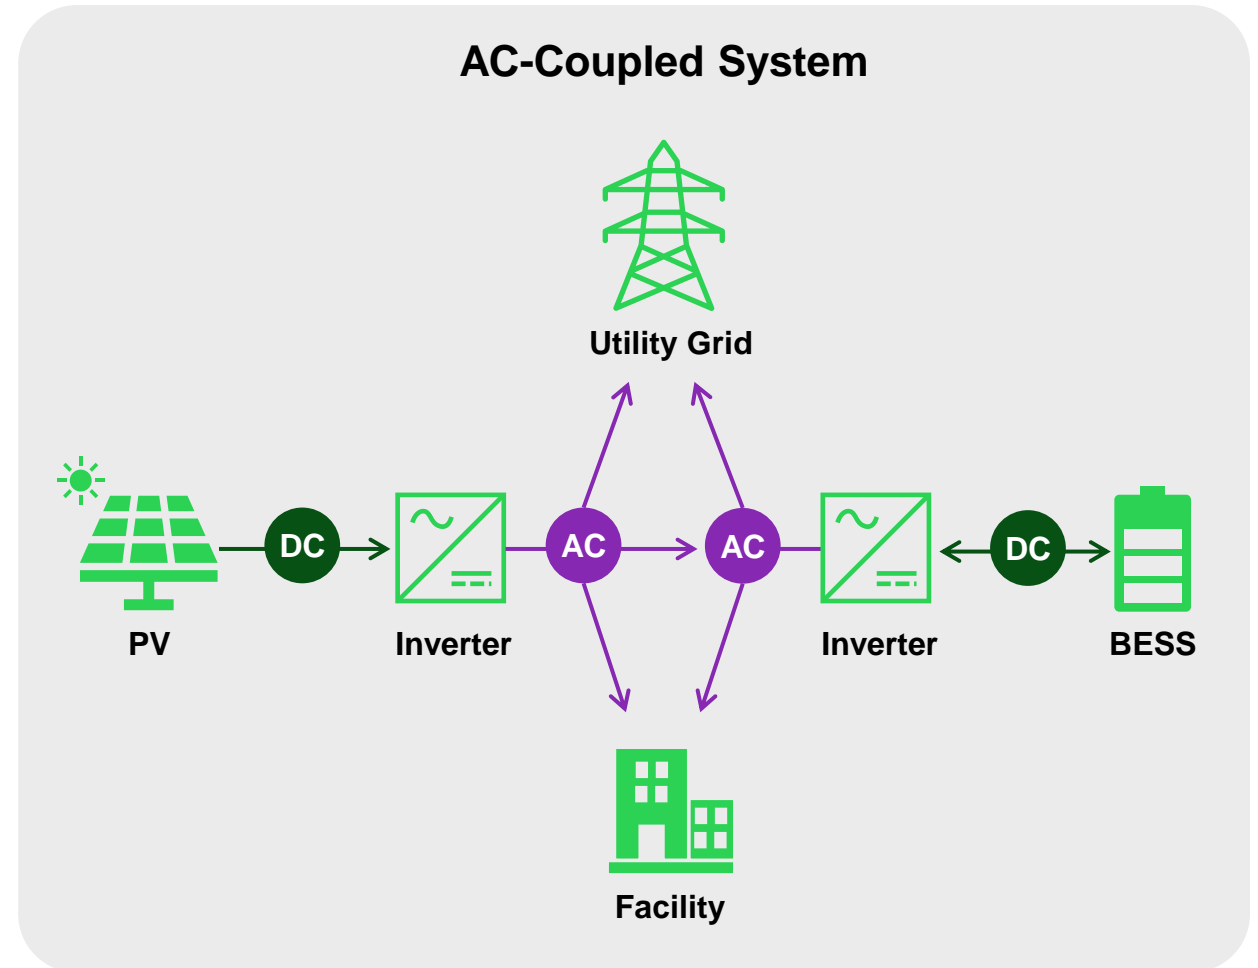 AC-Coupled System
Utility Grid
DC
AC
AC
DC
PV
Inverter
Inverter
BESS
Facility